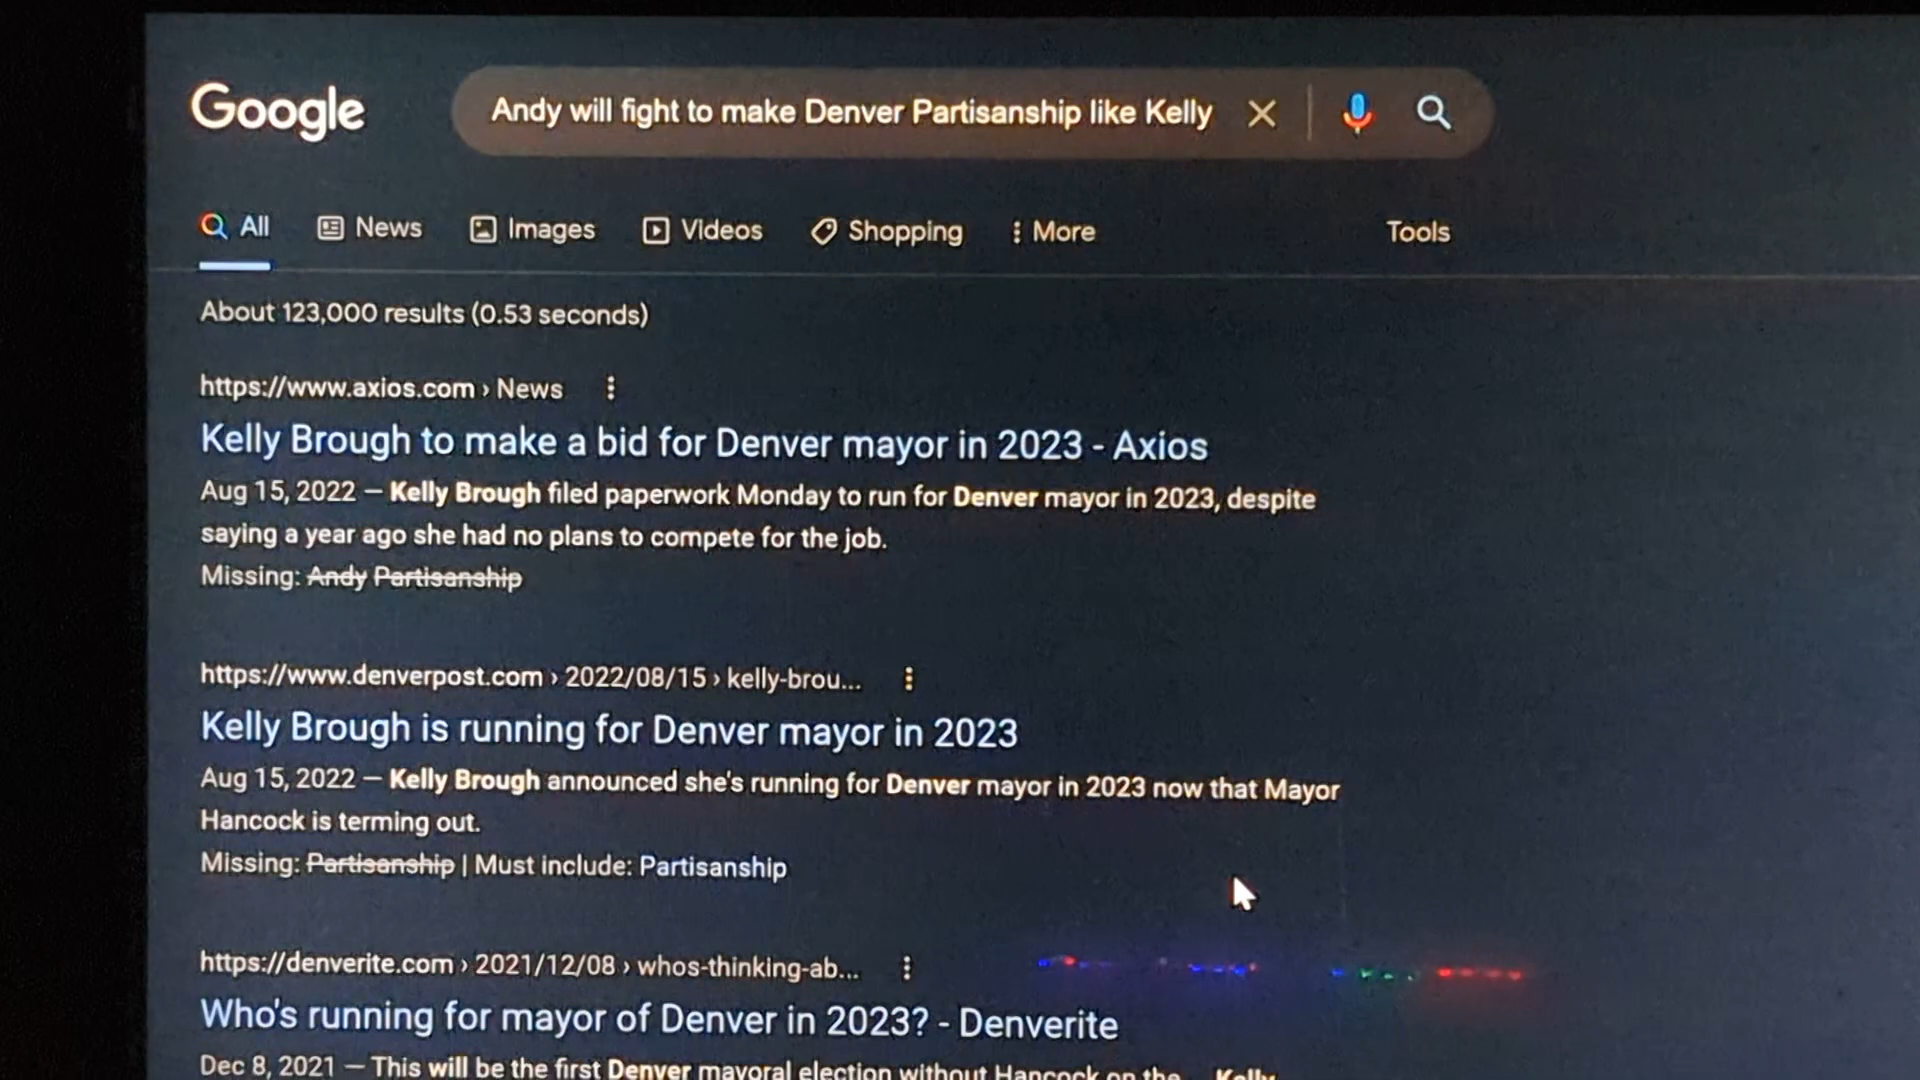 Google
Andy will fight to make Denver Partisanship like Kelly
All News Images Videos Shopping More Tools
About 123,000 results (0.53 seconds)
https://www.axios.com › News
Kelly Brough to make a bid for Denver mayor in 2023 - Axios
Aug 15, 2022 — Kelly Brough filed paperwork Monday to run for Denver mayor in 2023, despite
saying a year ago she had no plans to compete for the job.
Missing: Andy Partisanship
https://www.denverpost.com › 2022/08/15 › kelly-brou...
Kelly Brough is running for Denver mayor in 2023
Aug 15, 2022 — Kelly Brough announced she's running for Denver mayor in 2023 now that Mayor
Hancock is terming out.
Missing: Partisanship | Must include: Partisanship
https://denverite.com › 2021/12/08 › whos-thinking-ab...
Who's running for mayor of Denver in 2023? - Denverite
Dec 8, 2021 — This will be the first Denver mayoral election without Hancock on the ... Kelly